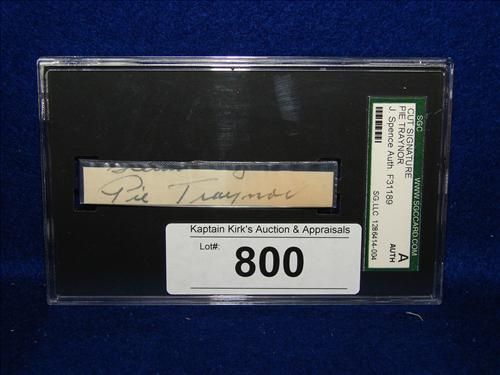 Pie Traynor
Kaptain Kirk's Auction & Appraisals
Lot#:
800
SGC WWW.SGCCARD.COM
CUT SIGNATURE
PIE TRAYNOR
J. Spence Auth. F31189
SG,LLC 1286414-004
A
AUTH